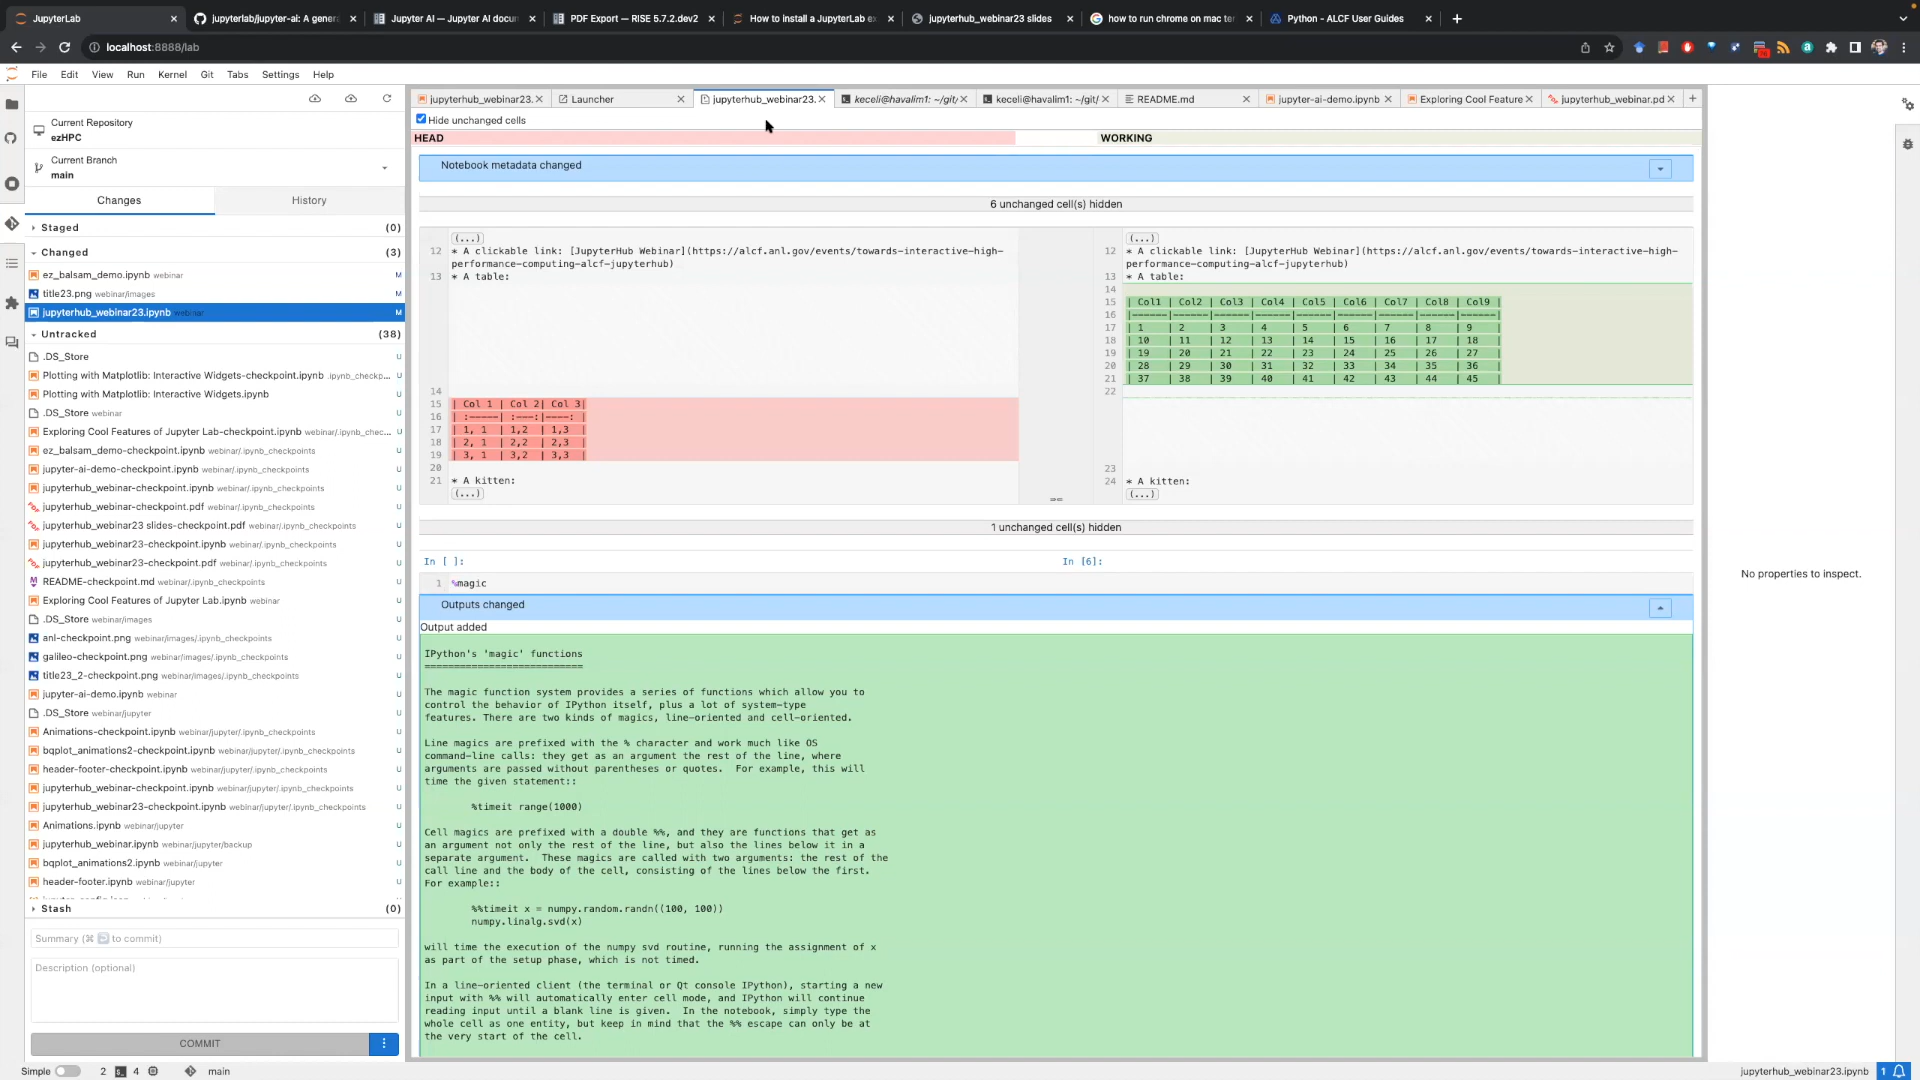 JupyterLab
jupyterlab/jupyter-ai: A gener
Jupyter AI — Jupyter AI docum
PDF Export — RISE 5.7.2.dev2
How to install a JupyterLab ex
jupyterhub_webinar23 slides
how to run chrome on mac ter
Python - ALCF User Guides
localhost:8888/lab
File Edit View Run Kernel Git Tabs Settings Help
jupyterhub_webinar23.
Launcher
jupyterhub_webinar23.
keceli@havalim1: ~/git/
keceli@havalim1: ~/git/
README.md
jupyter-ai-demo.ipynb
Exploring Cool Feature
jupyterhub_webinar.pd
Current Repository
ezHPC
Current Branch
main
Changes History
Staged (0)
Changed (3)
ez_balsam_demo.ipynb webinar M
title23.png webinar/images M
jupyterhub_webinar23.ipynb webinar M
Untracked (38)
.DS_Store U
Plotting with Matplotlib: Interactive Widgets-checkpoint.ipynb .ipynb_checkp... U
Plotting with Matplotlib: Interactive Widgets.ipynb U
.DS_Store webinar U
Exploring Cool Features of Jupyter Lab-checkpoint.ipynb webinar/.ipynb_chec... U
ez_balsam_demo-checkpoint.ipynb webinar/.ipynb_checkpoints U
jupyter-ai-demo-checkpoint.ipynb webinar/.ipynb_checkpoints U
jupyterhub_webinar-checkpoint.ipynb webinar/.ipynb_checkpoints U
jupyterhub_webinar-checkpoint.pdf webinar/.ipynb_checkpoints U
jupyterhub_webinar23 slides-checkpoint.pdf webinar/.ipynb_checkpoints U
jupyterhub_webinar23-checkpoint.ipynb webinar/.ipynb_checkpoints U
jupyterhub_webinar23-checkpoint.pdf webinar/.ipynb_checkpoints U
README-checkpoint.md webinar/.ipynb_checkpoints U
Exploring Cool Features of Jupyter Lab.ipynb webinar U
.DS_Store webinar/images U
anl-checkpoint.png webinar/images/.ipynb_checkpoints U
galileo-checkpoint.png webinar/images/.ipynb_checkpoints U
title23_2-checkpoint.png webinar/images/.ipynb_checkpoints U
jupyter-ai-demo.ipynb webinar U
.DS_Store webinar/jupyter U
Animations-checkpoint.ipynb webinar/jupyter/.ipynb_checkpoints U
bqplot_animations2-checkpoint.ipynb webinar/jupyter/.ipynb_checkpoints U
header-footer-checkpoint.ipynb webinar/jupyter/.ipynb_checkpoints U
jupyterhub_webinar-checkpoint.ipynb webinar/jupyter/.ipynb_checkpoints U
jupyterhub_webinar23-checkpoint.ipynb webinar/jupyter/.ipynb_checkpoints U
Animations.ipynb webinar/jupyter U
jupyterhub_webinar.ipynb webinar/jupyter/backup U
bqplot_animations2.ipynb webinar/jupyter U
header-footer.ipynb webinar/jupyter U
Stash (0)
Summary (⌘ to commit)
Description (optional)
COMMIT
Hide unchanged cells
HEAD WORKING
Notebook metadata changed
6 unchanged cell(s) hidden
(...)
12 * A clickable link: [JupyterHub Webinar](https://alcf.anl.gov/events/towards-interactive-high-
performance-computing-alcf-jupyterhub)
13 * A table:
14
15 | Col 1 | Col 2| Col 3|
16 | :-----| :---:|----: |
17 | 1, 1 | 1,2 | 1,3 |
18 | 2, 1 | 2,2 | 2,3 |
19 | 3, 1 | 3,2 | 3,3 |
20
21 * A kitten:
(...)
(...)
12 * A clickable link: [JupyterHub Webinar](https://alcf.anl.gov/events/towards-interactive-high-
performance-computing-alcf-jupyterhub)
13 * A table:
14
15 | Col1 | Col2 | Col3 | Col4 | Col5 | Col6 | Col7 | Col8 | Col9 |
16 |------|------|------|------|------|------|------|------|------|
17 | 1 | 2 | 3 | 4 | 5 | 6 | 7 | 8 | 9 |
18 | 10 | 11 | 12 | 13 | 14 | 15 | 16 | 17 | 18 |
19 | 19 | 20 | 21 | 22 | 23 | 24 | 25 | 26 | 27 |
20 | 28 | 29 | 30 | 31 | 32 | 33 | 34 | 35 | 36 |
21 | 37 | 38 | 39 | 40 | 41 | 42 | 43 | 44 | 45 |
22
23
24 * A kitten:
(...)
1 unchanged cell(s) hidden
In [ ]: In [6]:
1 %magic
Outputs changed
Output added
IPython's 'magic' functions
===========================
The magic function system provides a series of functions which allow you to
control the behavior of IPython itself, plus a lot of system-type
features. There are two kinds of magics, line-oriented and cell-oriented.
Line magics are prefixed with the % character and work much like OS
command-line calls: they get as an argument the rest of the line, where
arguments are passed without parentheses or quotes. For example, this will
time the given statement::
%timeit range(1000)
Cell magics are prefixed with a double %%, and they are functions that get as
an argument not only the rest of the line, but also the lines below it in a
separate argument. These magics are called with two arguments: the rest of the
call line and the body of the cell, consisting of the lines below the first.
For example::
%%timeit x = numpy.random.randn((100, 100))
numpy.linalg.svd(x)
will time the execution of the numpy svd routine, running the assignment of x
as part of the setup phase, which is not timed.
In a line-oriented client (the terminal or Qt console IPython), starting a new
input with %% will automatically enter cell mode, and IPython will continue
reading input until a blank line is given. In the notebook, simply type the
whole cell as one entity, but keep in mind that the %% escape can only be at
the very start of the cell.
No properties to inspect.
Simple 2 4 main
jupyterhub_webinar23.ipynb 1